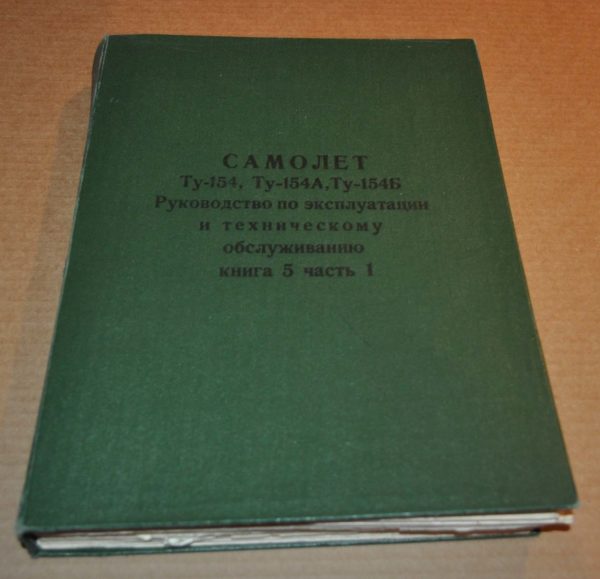 САМОЛЕТ
Ту-154, Ту-154А, Ту-154Б
Руководство по эксплуатации
и техническому
обслуживанию
книга 5 часть 1